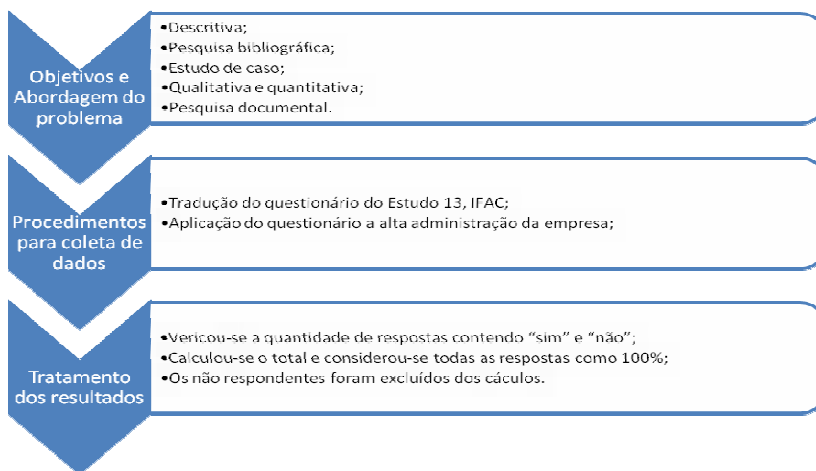 Objetivos e
Abordagem do
problema
•Descritiva;
•Pesquisa bibliográfica;
•Estudo de caso;
•Qualitativa e quantitativa;
•Pesquisa documental.
Procedimentos
para coleta de
dados
•Tradução do questionário do Estudo 13, IFAC;
•Aplicação do questionário a alta administração da empresa;
Tratamento
dos resultados
•Vericou-se a quantidade de respostas contendo “sim” e “não”;
•Calculou-se o total e considerou-se todas as respostas como 100%;
•Os não respondentes foram excluídos dos cáculos.